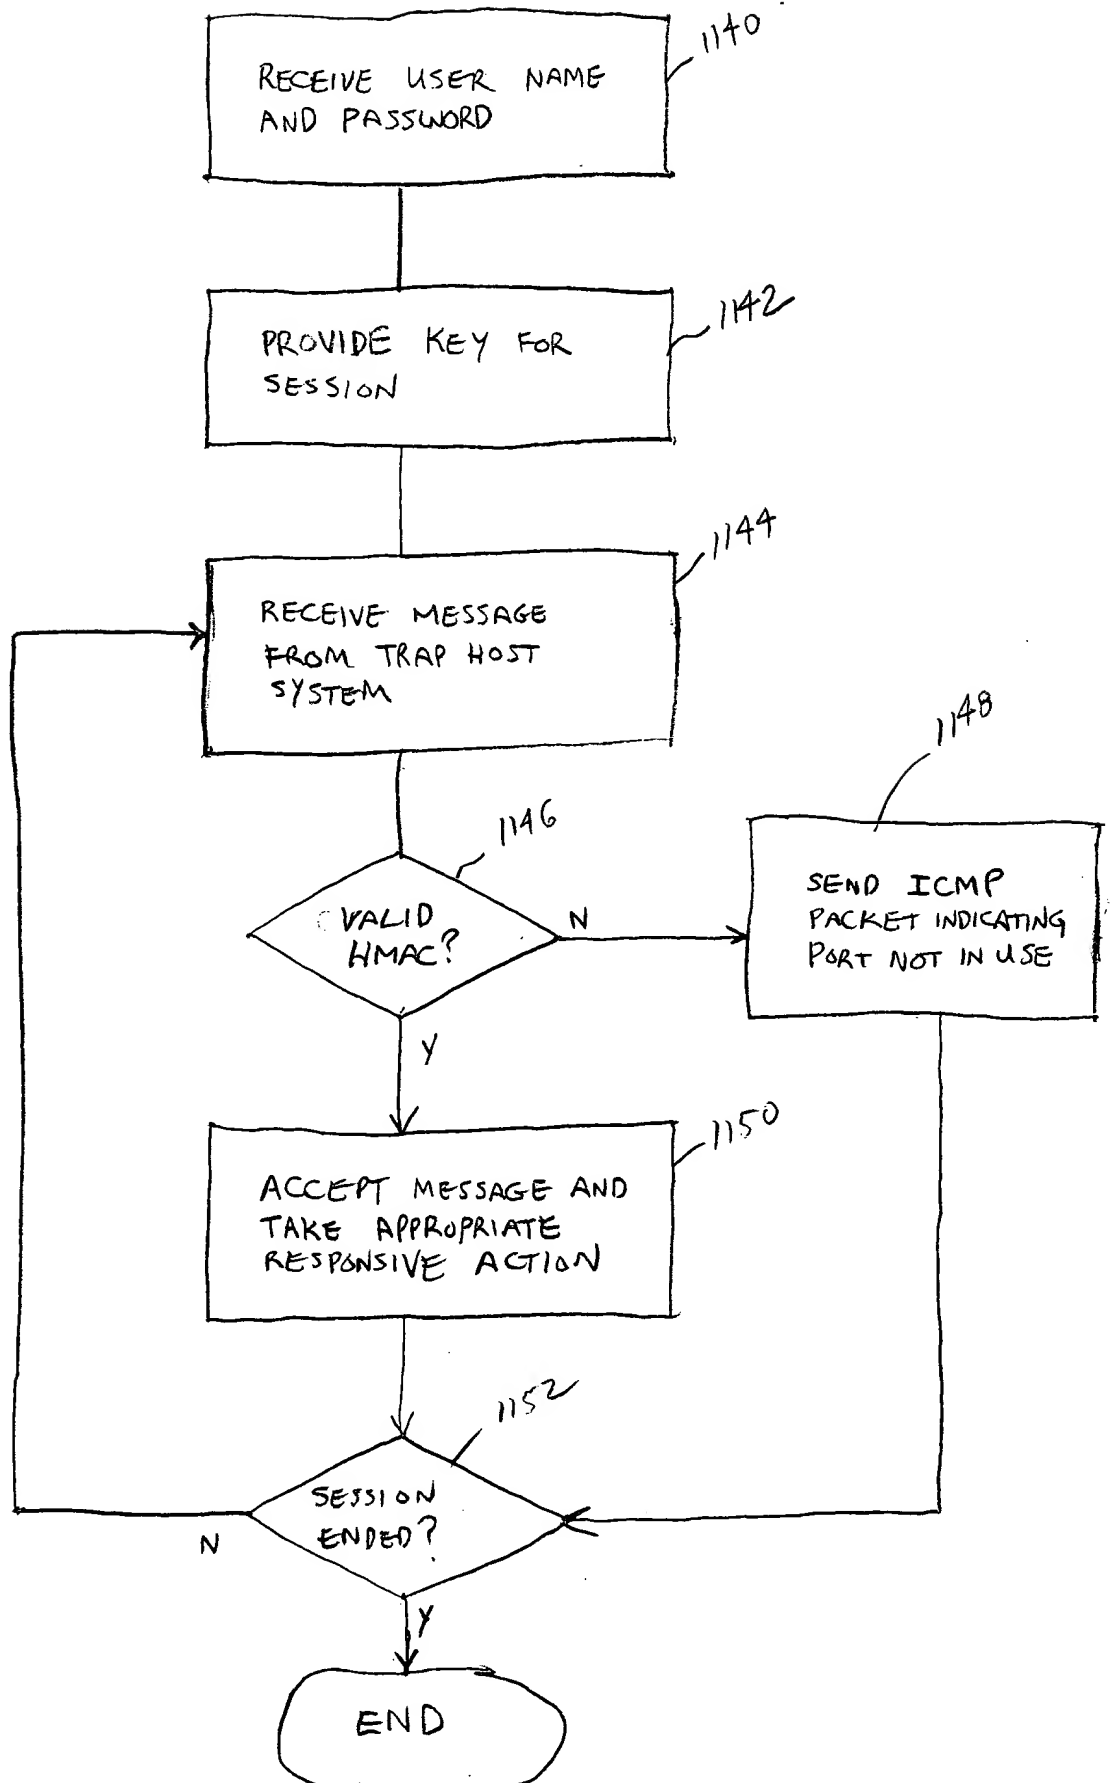 1140
RECEIVE USER NAME
AND PASSWORD
1142
PROVIDE KEY FOR
SESSION
1144
RECEIVE MESSAGE
FROM TRAP HOST
SYSTEM
1146
VALID
HMAC?
N
Y
1148
SEND ICMP
PACKET INDICATING
PORT NOT IN USE
1150
ACCEPT MESSAGE AND
TAKE APPROPRIATE
RESPONSIVE ACTION
1152
SESSION
ENDED?
N
Y
END